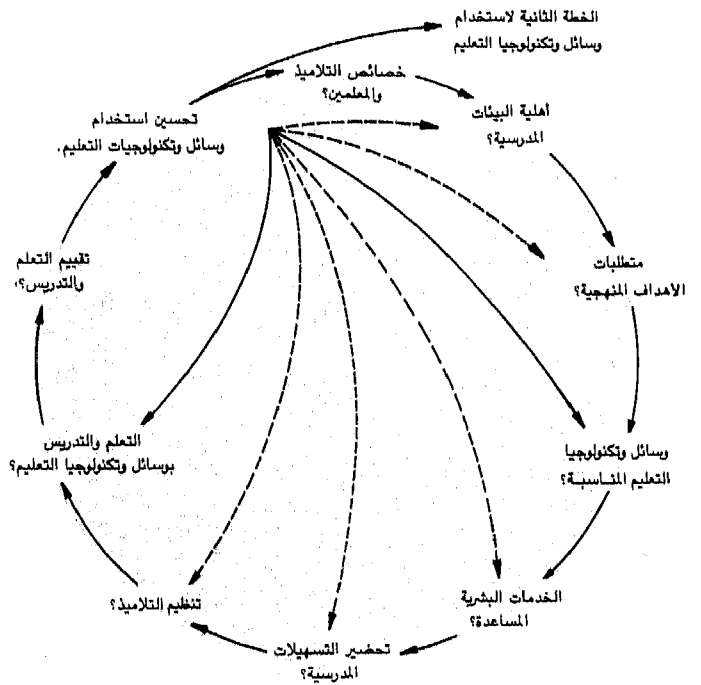 الخطة الثانية لاستخدام
وسائل وتكنولوجيا التعليم
خصائص التلاميذ
والمعلمين؟
أهلية البيئات
المدرسية؟
متطلبات
الاهداف المنهجية؟
وسائل وتكنولوجيا
التعليم المناسبة؟
الخدمات البشرية
المساعدة؟
تحضير التسهيلات
المدرسية؟
تنظيم التلاميذ؟
التعلم والتدريس
بوسائل وتكنولوجيا التعليم؟
تقييم التعلم
والتدريس؟
تحسين استخدام
وسائل وتكنولوجيات التعليم.